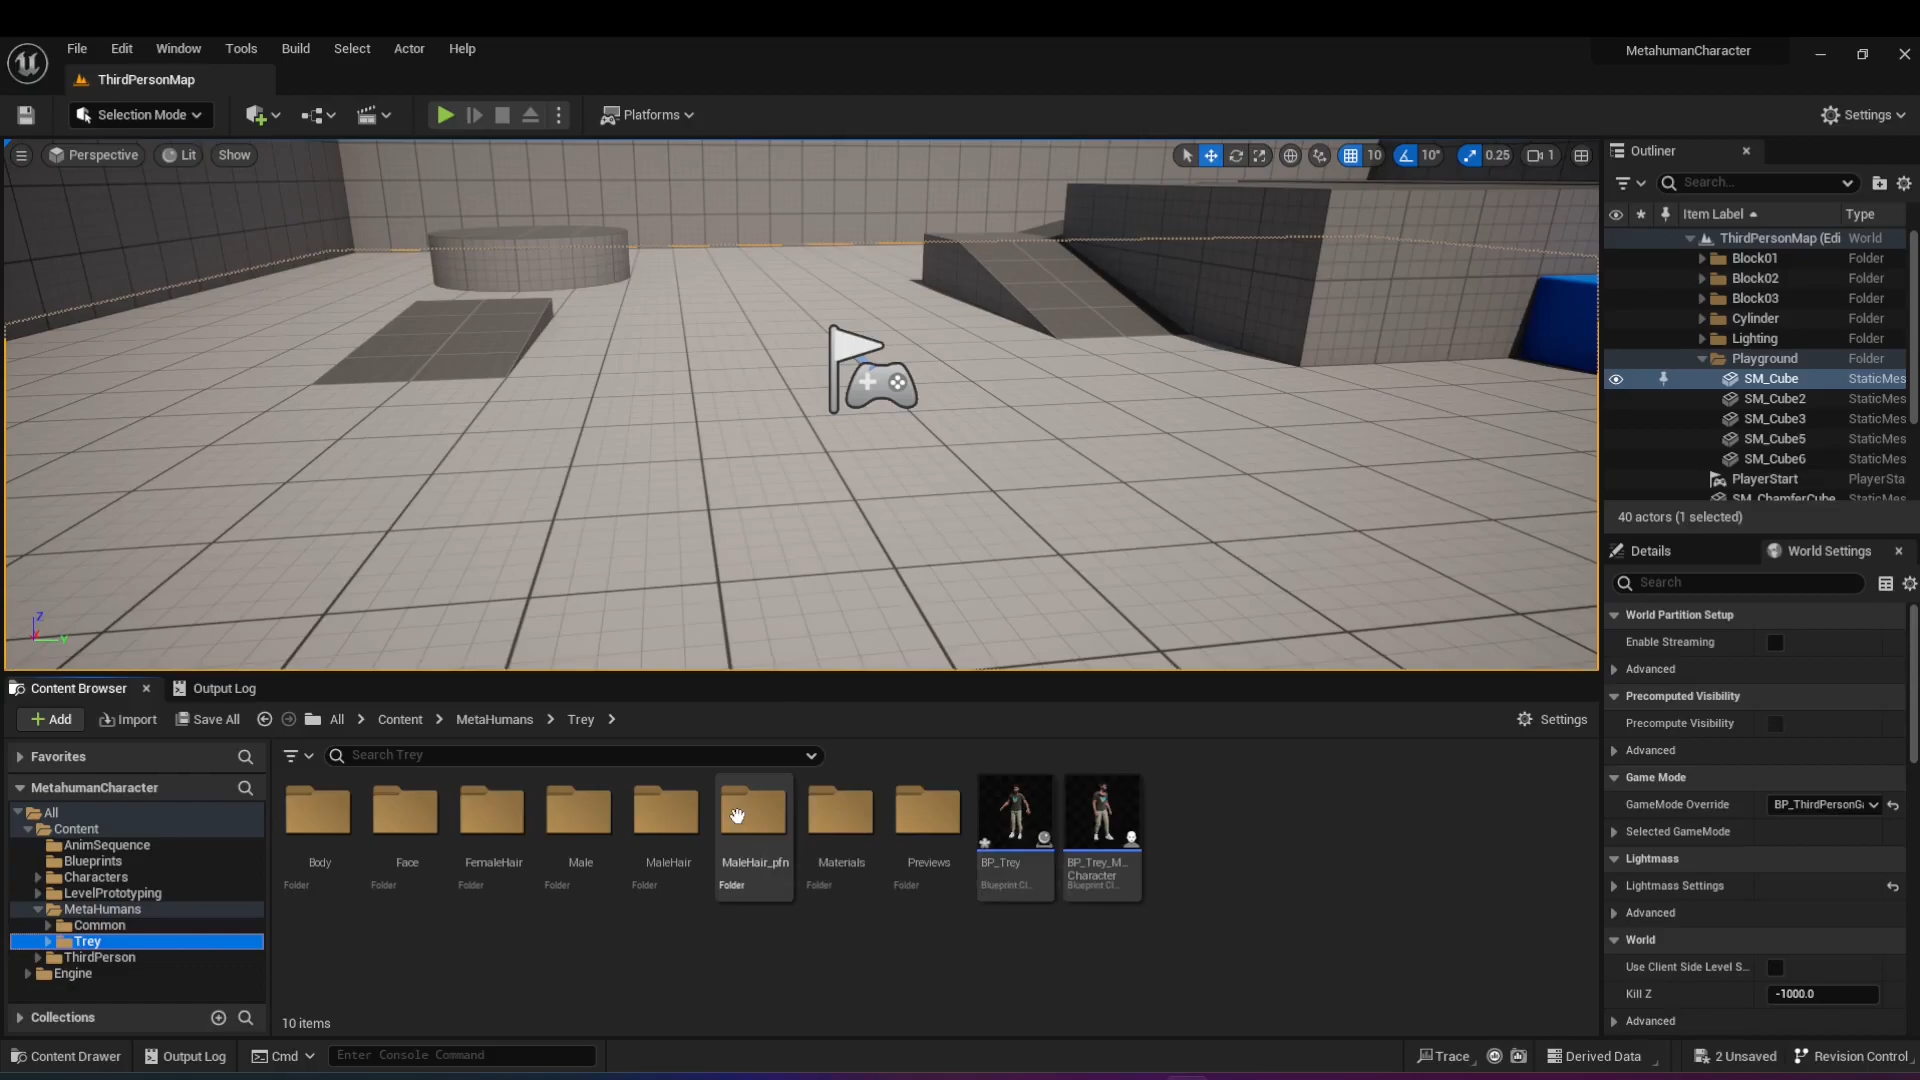 File Edit Window Tools Build Select Actor Help
MetahumanCharacter
ThirdPersonMap
Selection Mode
Platforms
Settings
Perspective Lit Show
10 10° 0.25 1
Outliner
Search...
Item Label Type
ThirdPersonMap (Edi World
Block01 Folder
Block02 Folder
Block03 Folder
Cylinder Folder
Lighting Folder
Playground Folder
SM_Cube StaticMes
SM_Cube2 StaticMes
SM_Cube3 StaticMes
SM_Cube5 StaticMes
SM_Cube6 StaticMes
PlayerStart PlayerSta
SM_ChamferCube StaticMes
40 actors (1 selected)
Details World Settings
Search
World Partition Setup
Enable Streaming
Advanced
Precomputed Visibility
Precompute Visibility
Advanced
Game Mode
GameMode Override BP_ThirdPersonGa
Selected GameMode
Lightmass
Lightmass Settings
Advanced
World
Use Client Side Level S...
Kill Z -1000.0
Advanced
Z
X
Y
Content Browser Output Log
Add Import Save All All Content MetaHumans Trey Settings
Favorites
MetahumanCharacter
All
Content
AnimSequence
Blueprints
Characters
LevelPrototyping
MetaHumans
Common
Trey
ThirdPerson
Engine
Collections
Search Trey
Body Folder
Face Folder
FemaleHair Folder
Male Folder
MaleHair Folder
MaleHair_pfn Folder
Materials Folder
Previews Folder
BP_Trey
Blueprint Cl...
BP_Trey_M...
Character
Blueprint Cl...
10 items
Content Drawer Output Log Cmd Enter Console Command
Trace Derived Data 2 Unsaved Revision Control